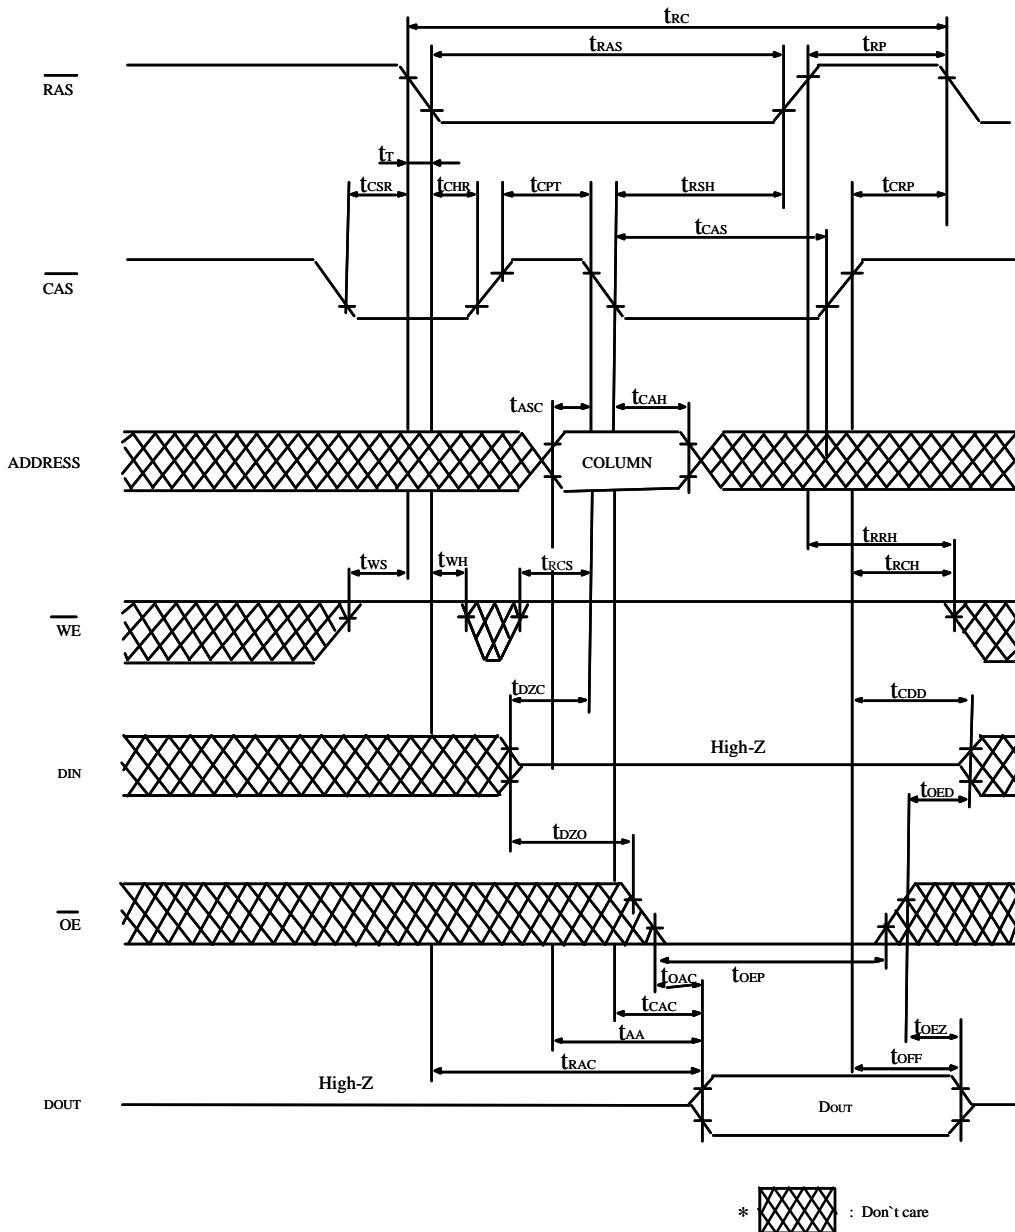 tRC
tRAS tRP
RAS
tT
tCSR tCHR tCPT tRSH tCRP
tCAS
CAS
tASC tCAH
ADDRESS COLUMN
tRRH
tWS tWH tRCS tRCH
WE
tDZC tCDD
High-Z
DIN
tOED
tDZO
OE
tOAC tOEP
tCAC
tOEZ
tAA
tRAC tOFF
High-Z
DOUT DOUT
* : Don`t care